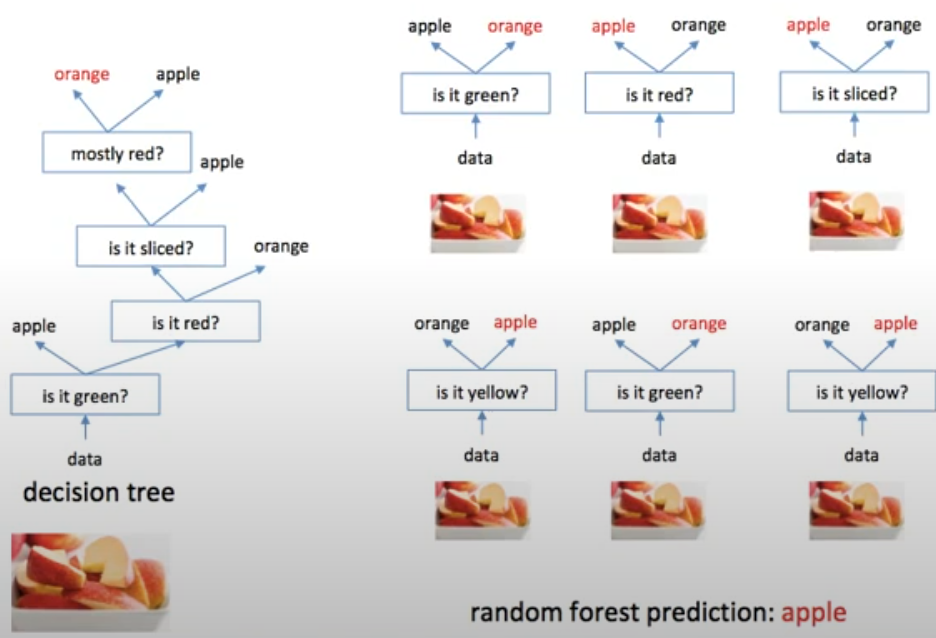 orange apple
mostly red?
apple
is it sliced?
orange
is it red?
apple
is it green?
data
decision tree
apple orange
is it green?
data
apple orange
is it red?
data
apple orange
is it sliced?
data
orange apple
is it yellow?
data
apple orange
is it green?
data
orange apple
is it yellow?
data
random forest prediction: apple